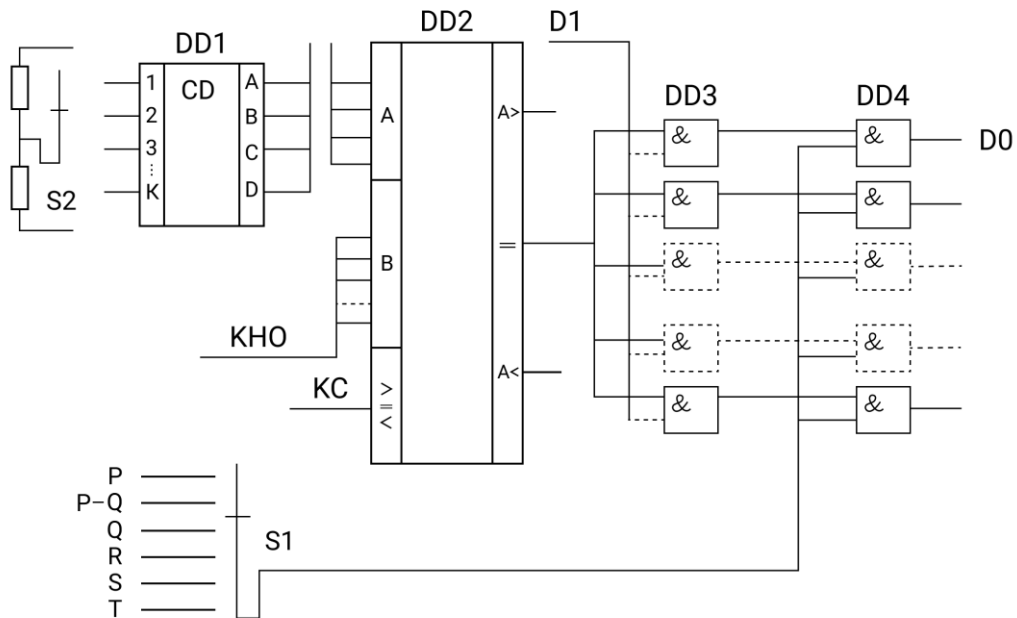 DD1
DD2
D1
CD
1
2
3
K
A
B
C
D
S2
A
B
A>
=
A<
>
=
<
KHO
KC
DD3
DD4
&
&
&
&
&
&
&
&
&
&
D0
P
P-Q
Q
R
S
T
S1